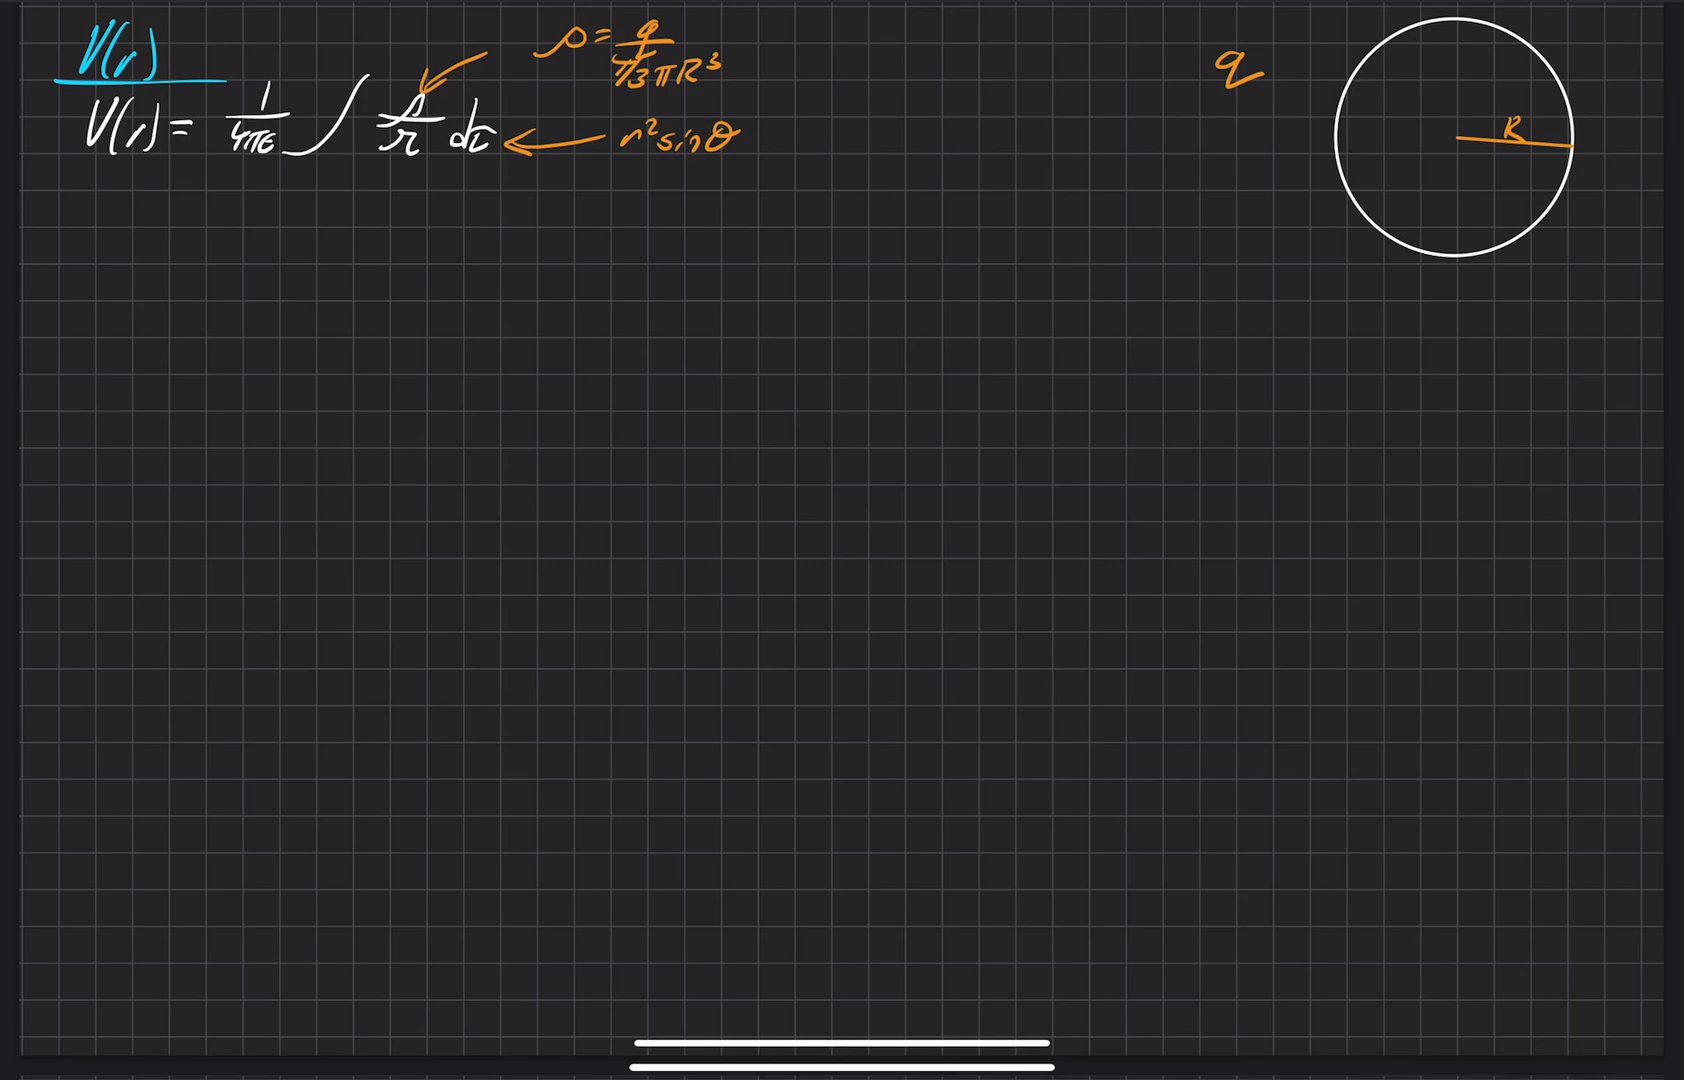 V(r)
ρ = q / 4/3 π R³
V(r) = 1/4πε ∫ ρ/𝓇 dτ ← r² sin θ
q
R